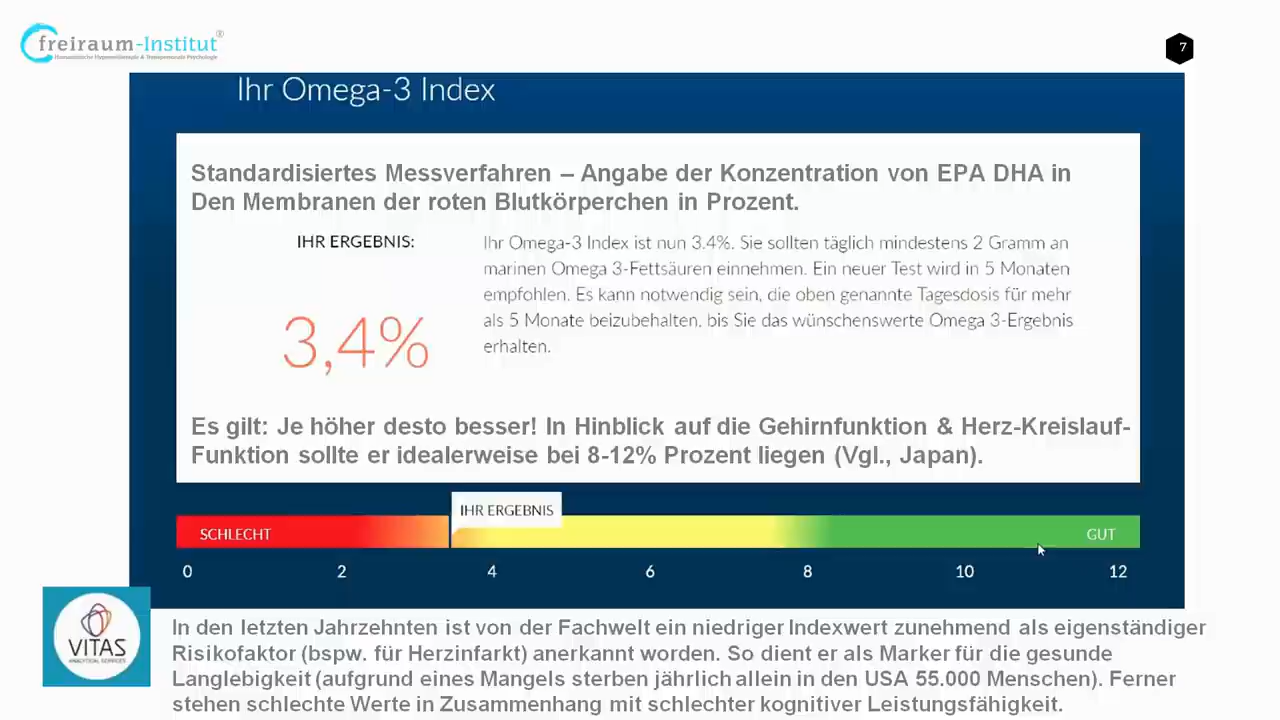 freiraum-Institut®
Humanistische Hypnosetherapie & Transpersonale Psychologie
7
Ihr Omega-3 Index
Standardisiertes Messverfahren – Angabe der Konzentration von EPA DHA in
Den Membranen der roten Blutkörperchen in Prozent.
IHR ERGEBNIS:
3,4%
Ihr Omega-3 Index ist nun 3.4%. Sie sollten täglich mindestens 2 Gramm an
marinen Omega 3-Fettsäuren einnehmen. Ein neuer Test wird in 5 Monaten
empfohlen. Es kann notwendig sein, die oben genannte Tagesdosis für mehr
als 5 Monate beizubehalten, bis Sie das wünschenswerte Omega 3-Ergebnis
erhalten.
Es gilt: Je höher desto besser! In Hinblick auf die Gehirnfunktion & Herz-Kreislauf-
Funktion sollte er idealerweise bei 8-12% Prozent liegen (Vgl., Japan).
IHR ERGEBNIS
SCHLECHT GUT
0 2 4 6 8 10 12
VITAS
ANALYTICAL SERVICES
In den letzten Jahrzehnten ist von der Fachwelt ein niedriger Indexwert zunehmend als eigenständiger
Risikofaktor (bspw. für Herzinfarkt) anerkannt worden. So dient er als Marker für die gesunde
Langlebigkeit (aufgrund eines Mangels sterben jährlich allein in den USA 55.000 Menschen). Ferner
stehen schlechte Werte in Zusammenhang mit schlechter kognitiver Leistungsfähigkeit.